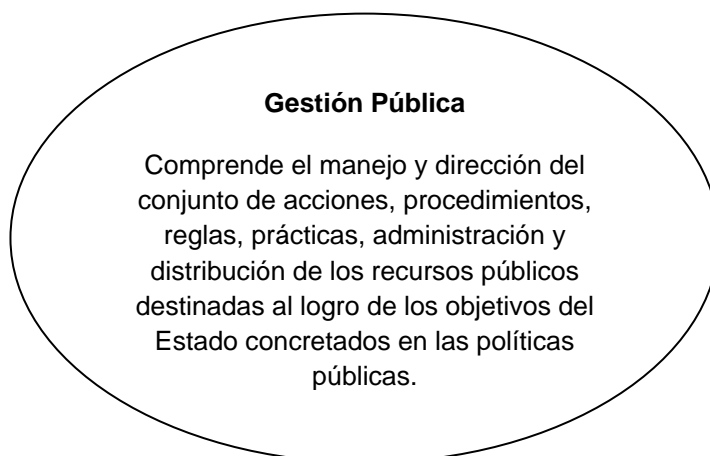 Gestión Pública
Comprende el manejo y dirección del
conjunto de acciones, procedimientos,
reglas, prácticas, administración y
distribución de los recursos públicos
destinadas al logro de los objetivos del
Estado concretados en las políticas
públicas.